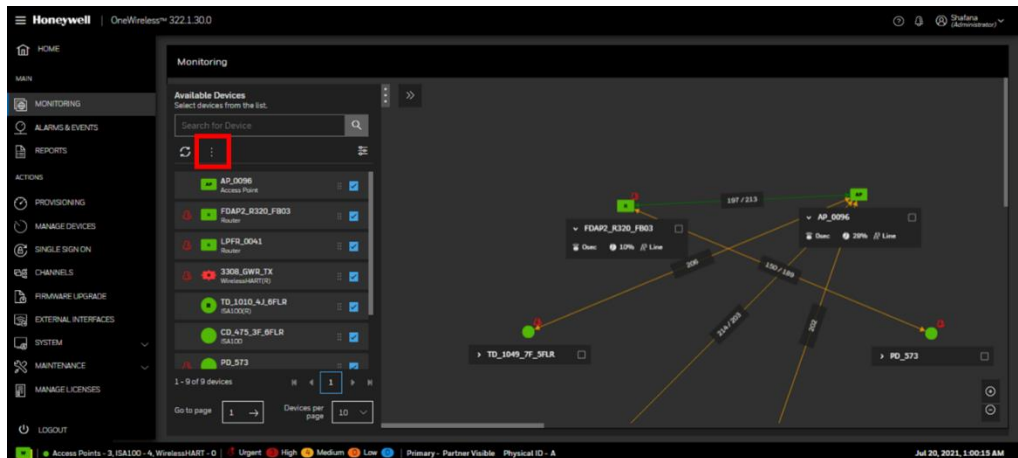 Honeywell | OneWireless™ 322.1.30.0
Shafana
(Administrator)
HOME
MAIN
MONITORING
ALARMS & EVENTS
REPORTS
ACTIONS
PROVISIONING
MANAGE DEVICES
SINGLE SIGN ON
CHANNELS
FIRMWARE UPGRADE
EXTERNAL INTERFACES
SYSTEM
MAINTENANCE
MANAGE LICENSES
LOGOUT
Monitoring
Available Devices
Select devices from the list.
Search for Device
AP AP_0096
Access Point
R FDAP2_R320_FB03
Router
R LPFR_0041
Router
3308_GWR_TX
WirelessHART(R)
TD_1010_4J_6FLR
ISA100(R)
CD_475_3F_6FLR
ISA100
PD_573
1 - 9 of 9 devices
1
Go to page 1
Devices per page 10
R
197 / 213
AP
FDAP2_R320_FB03
0sec 10% Line
AP_0096
0sec 28% Line
206
150 / 189
214 / 203
202
TD_1049_7F_5FLR
PD_573
Access Points - 3, ISA100 - 4, WirelessHART - 0 | Urgent High Medium Low | Primary - Partner Visible Physical ID - A
Jul 20, 2021, 1:00:15 AM